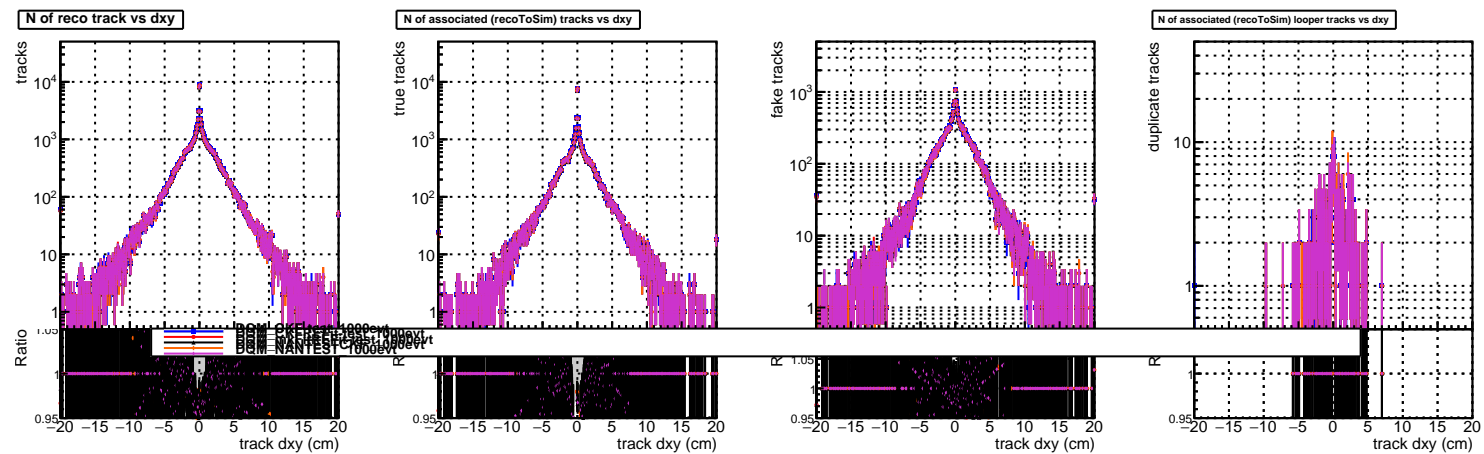 N of reco track vs dxy
N of associated (recoToSim) tracks vs dxy
N of associated (recoToSim) looper tracks vs dxy
tracks
10⁴
10³
10²
10
1
true tracks
10⁴
10³
10²
10
1
fake tracks
10³
10²
10
1
duplicate tracks
10
1
DQM_NANTEST 1000evt
Ratio
1.05
1
0.95
−20 −15 −10 −5 0 5 10 15 20
track dxy (cm)
1
0.95
−20 −15 −10 −5 0 5 10 15 20
track dxy (cm)
1.05
1
0.95
−20 −15 −10 −5 0 5 10 15 20
track dxy (cm)
1
0.95
−20 −15 −10 −5 0 5 10 15 20
track dxy (cm)